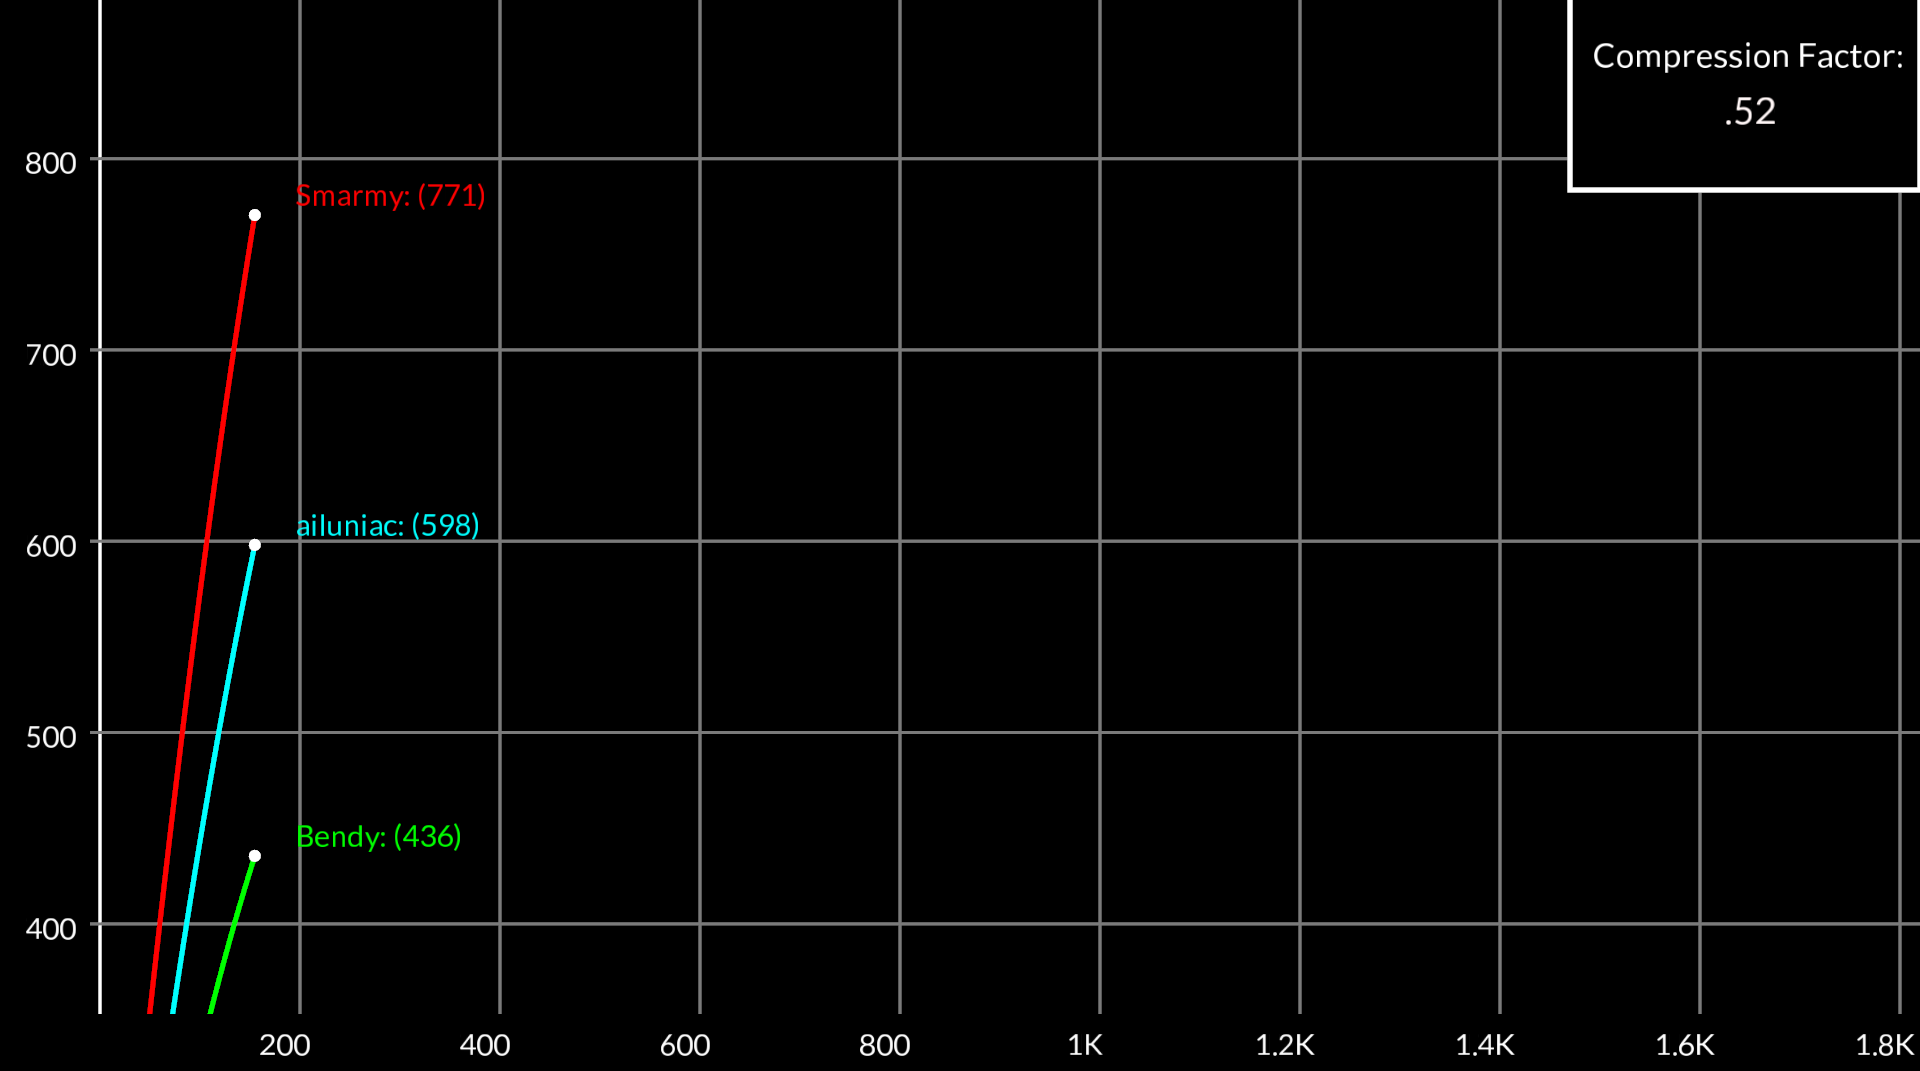 Compression Factor:
.52
800
Smarmy: (771)
700
ailuniac: (598)
600
500
Bendy: (436)
400
200 400 600 800 1K 1.2K 1.4K 1.6K 1.8K